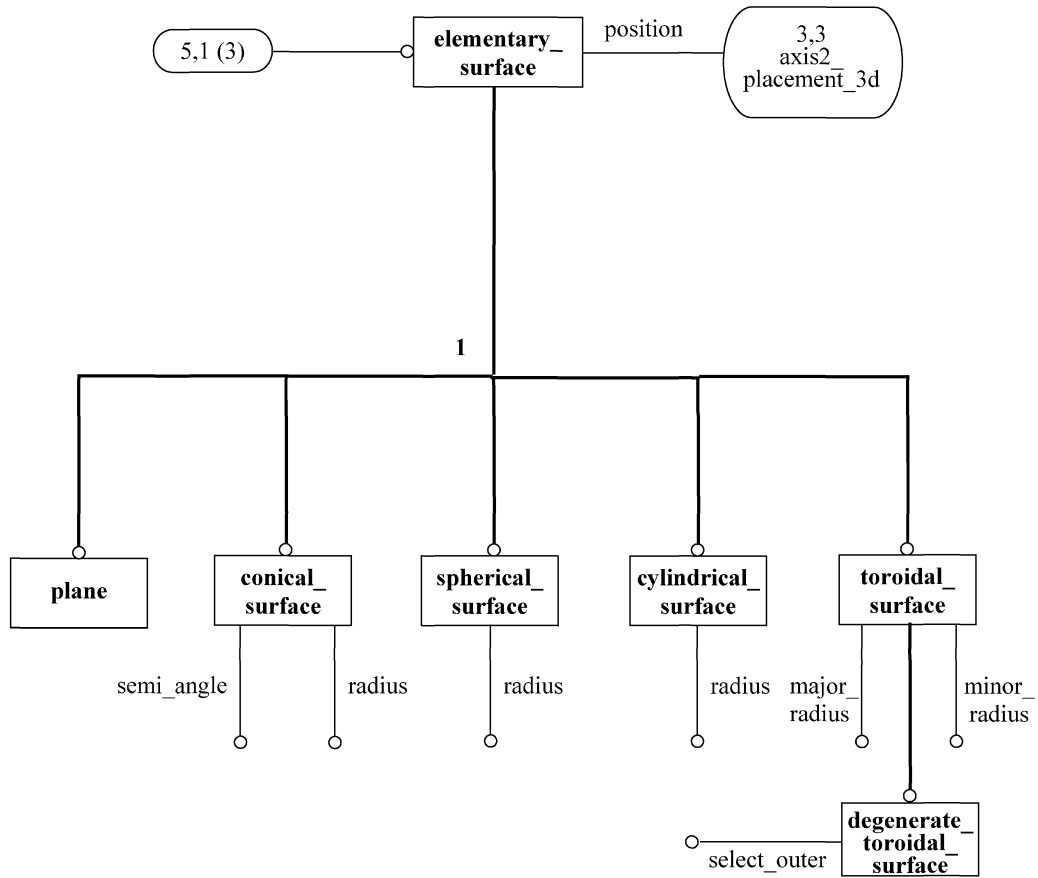 5,1 (3)
elementary_
surface
position
3,3
axis2_
placement_3d
1
plane
conical_
surface
spherical_
surface
cylindrical_
surface
toroidal_
surface
semi_angle
radius
radius
radius
major_
radius
minor_
radius
degenerate_
toroidal_
surface
select_outer